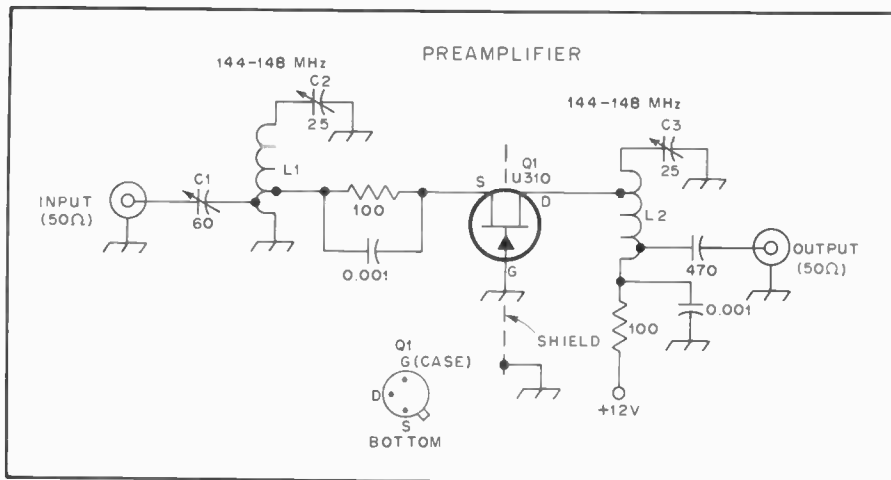 PREAMPLIFIER
144-148 MHz
C2
25
144-148 MHz
C3
25
L1
Q1
U310
S
D
G
INPUT
(50Ω)
C1
60
100
0.001
L2
470
OUTPUT
(50Ω)
0.001
100
SHIELD
+12V
Q1
G(CASE)
D
S
BOTTOM